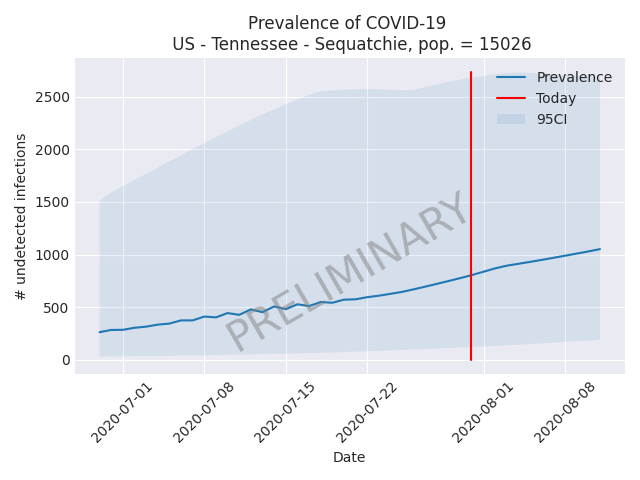 Prevalence of COVID-19
US - Tennessee - Sequatchie, pop. = 15026
Prevalence
Today
95CI
PRELIMINARY
# undetected infections
2500
2000
1500
1000
500
0
2020-07-01
2020-07-08
2020-07-15
2020-07-22
2020-08-01
2020-08-08
Date